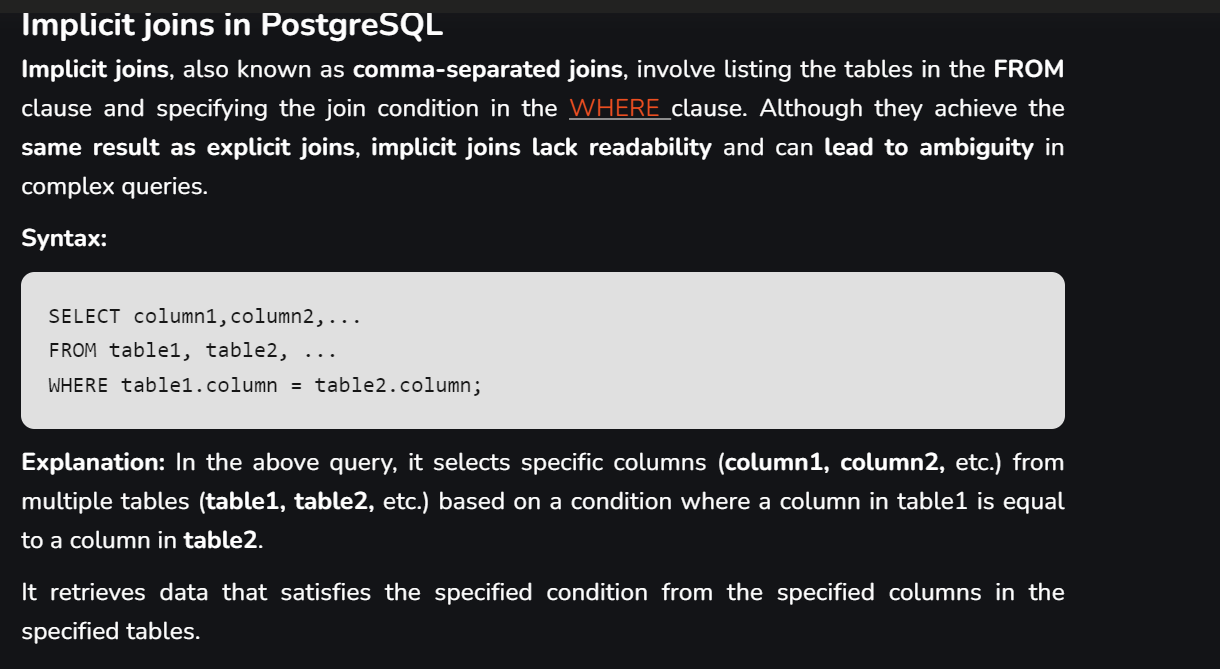 Implicit joins in PostgreSQL
Implicit joins, also known as comma-separated joins, involve listing the tables in the FROM
clause and specifying the join condition in the WHERE clause. Although they achieve the
same result as explicit joins, implicit joins lack readability and can lead to ambiguity in
complex queries.
Syntax:
SELECT column1,column2,...
FROM table1, table2, ...
WHERE table1.column = table2.column;
Explanation: In the above query, it selects specific columns (column1, column2, etc.) from
multiple tables (table1, table2, etc.) based on a condition where a column in table1 is equal
to a column in table2.
It retrieves data that satisfies the specified condition from the specified columns in the
specified tables.